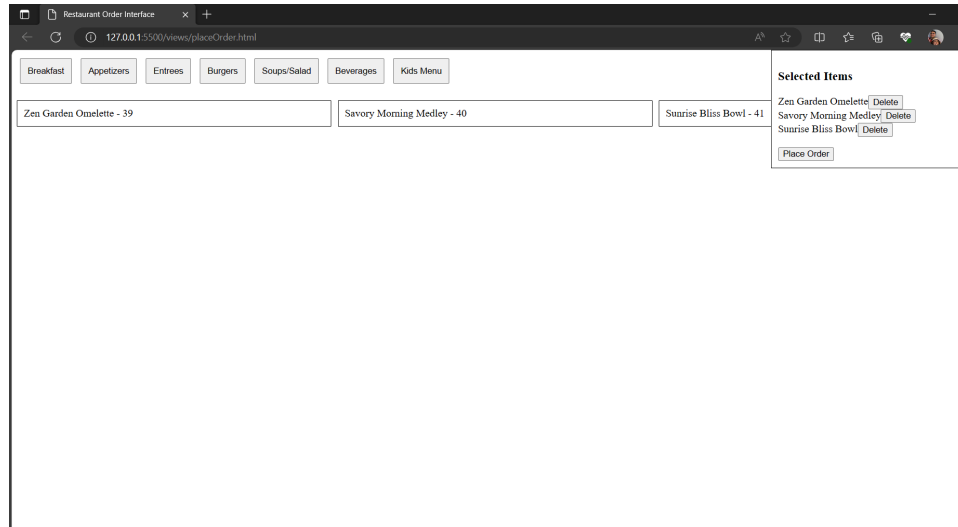 Restaurant Order Interface
127.0.0.1:5500/views/placeOrder.html
Breakfast Appetizers Entrees Burgers Soups/Salad Beverages Kids Menu
Zen Garden Omelette - 39 Savory Morning Medley - 40 Sunrise Bliss Bowl - 41
Selected Items
Zen Garden Omelette Delete
Savory Morning Medley Delete
Sunrise Bliss Bowl Delete
Place Order